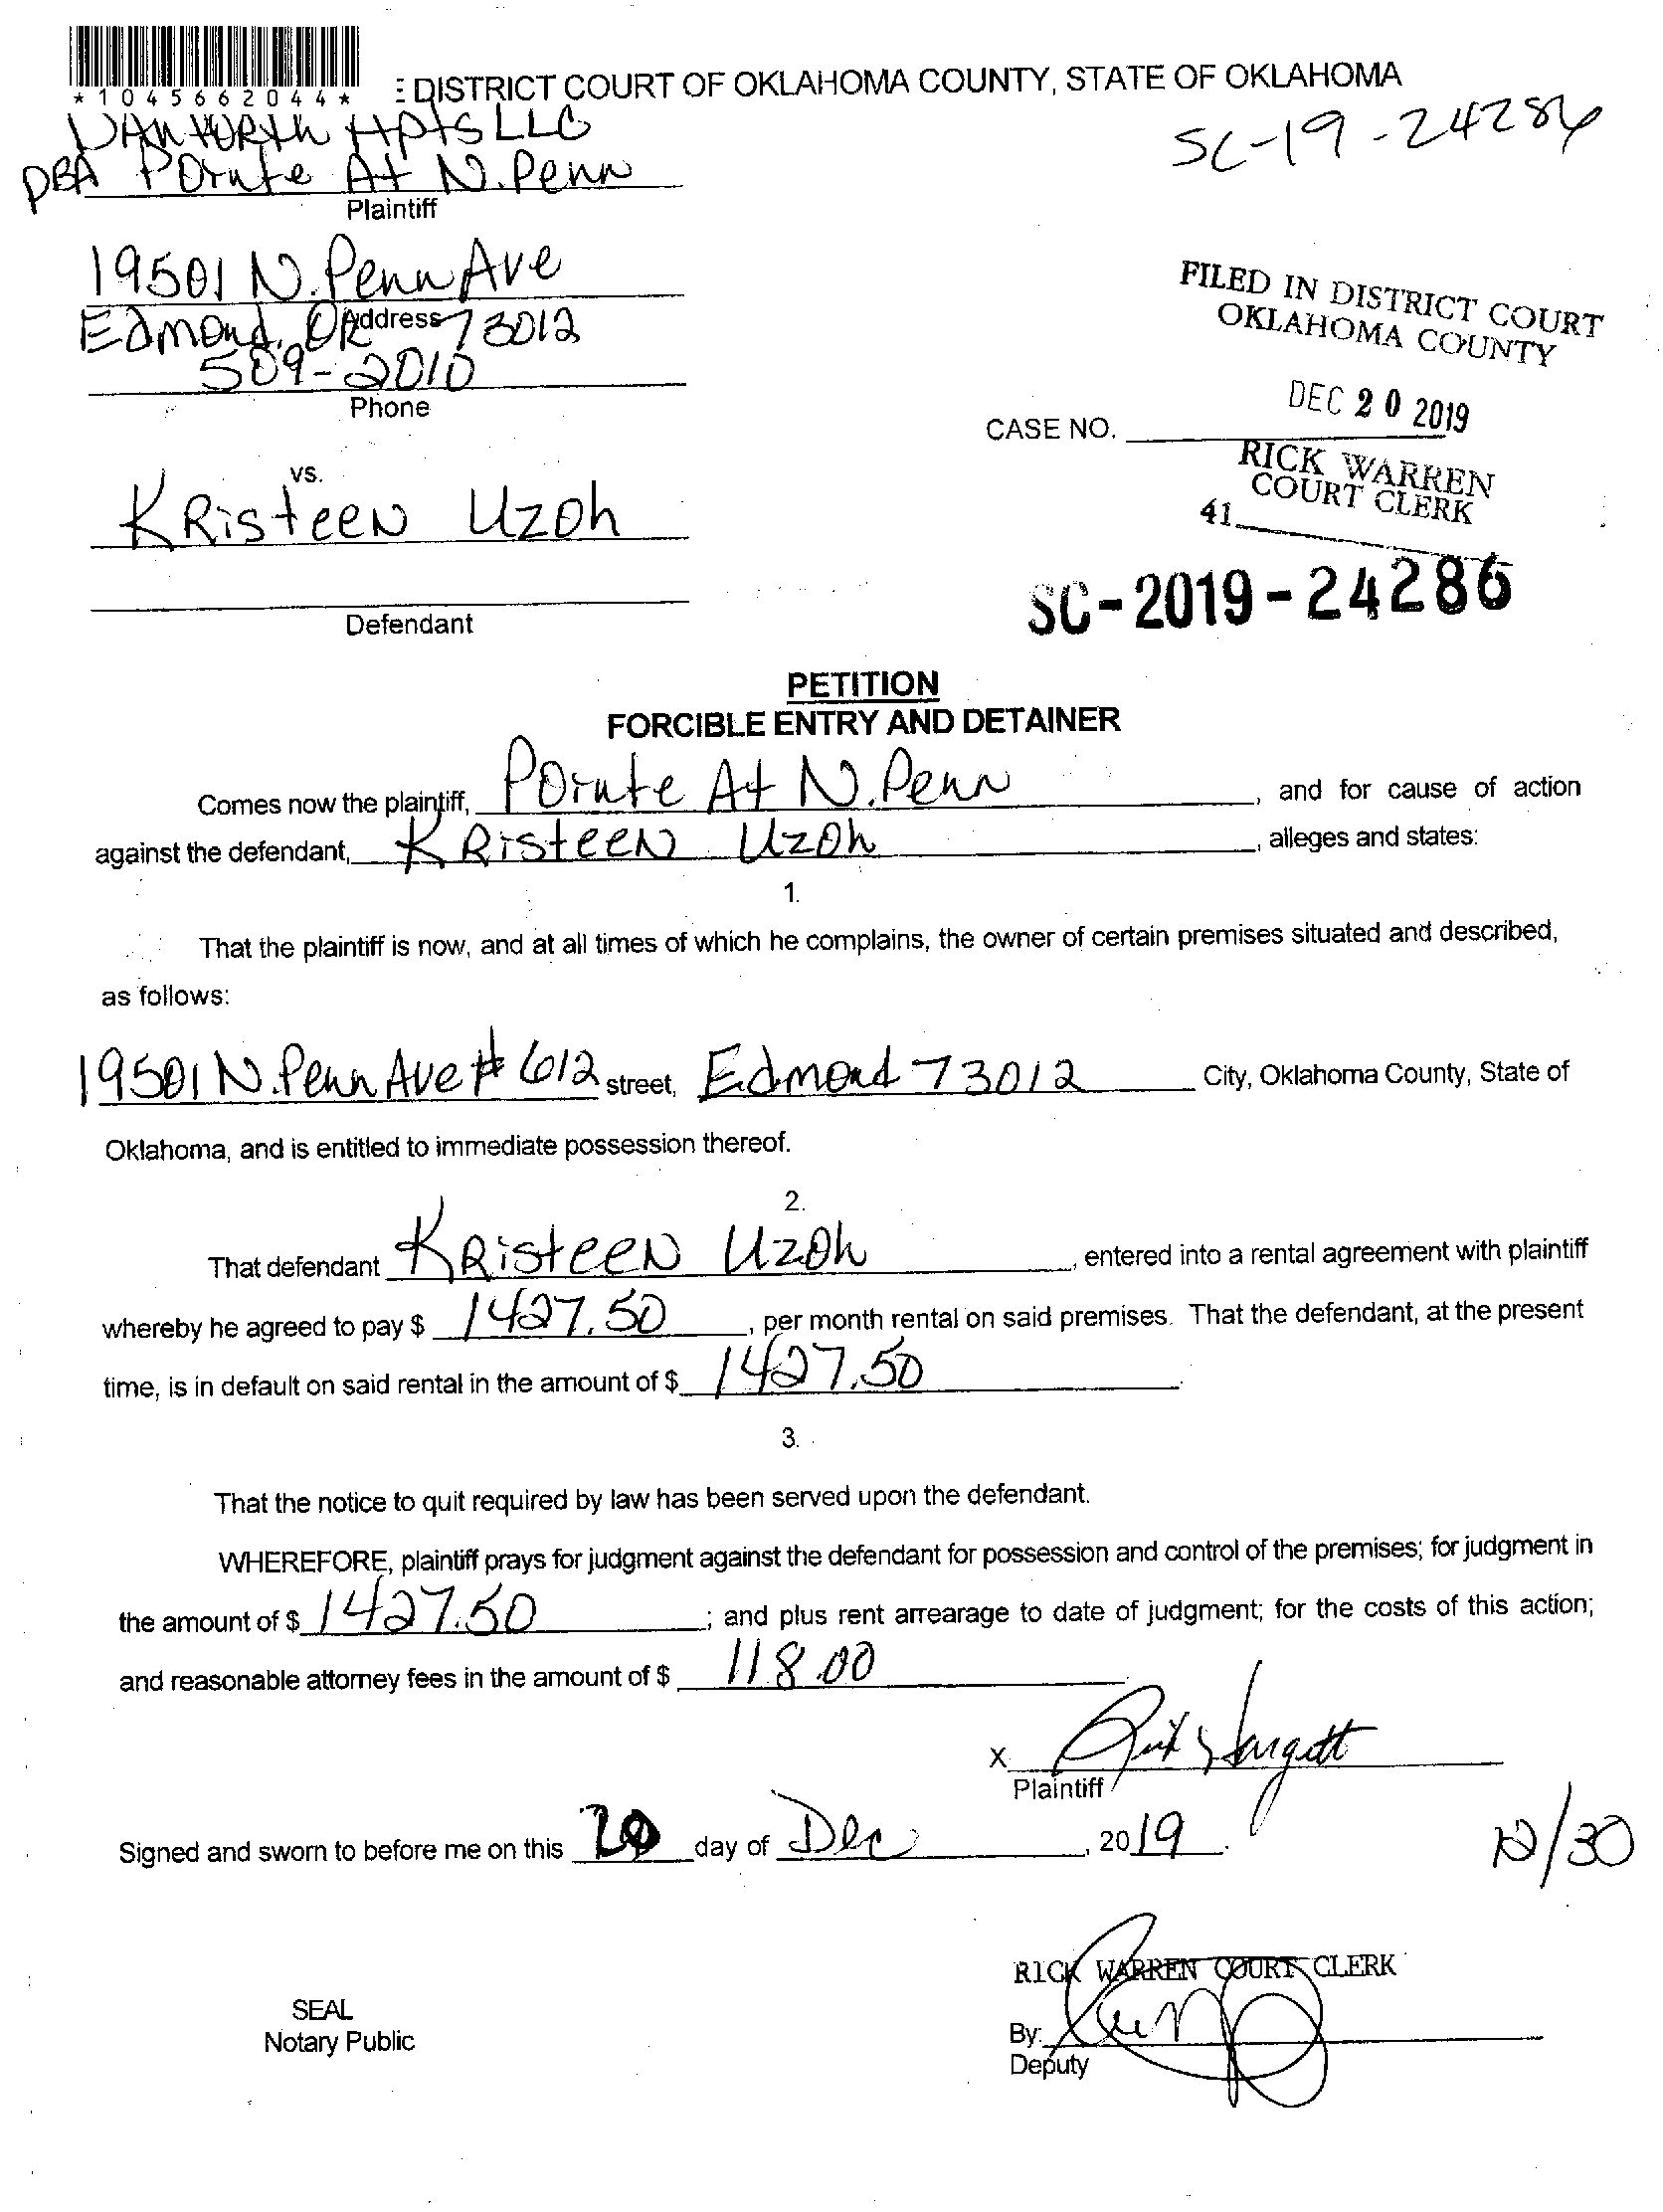 *1045662044*
DISTRICT COURT OF OKLAHOMA COUNTY, STATE OF OKLAHOMA
SC-19-24286
Apts LLC
DBA Pointe At N. Penn
Plaintiff
19501 N. Penn Ave
Address
Edmond, OK 73012
509-2010
Phone
FILED IN DISTRICT COURT
OKLAHOMA COUNTY
DEC 20 2019
CASE NO.
RICK WARREN
COURT CLERK
41
vs.
KRisteeN Uzoh
Defendant
SC-2019-24286
PETITION
FORCIBLE ENTRY AND DETAINER
Comes now the plaintiff, Pointe At N. Penn, and for cause of action
against the defendant, KRisteeN Uzoh, alleges and states:
1.
That the plaintiff is now, and at all times of which he complains, the owner of certain premises situated and described,
as follows:
19501 N. Penn Ave # 612 street, Edmond 73012 City, Oklahoma County, State of
Oklahoma, and is entitled to immediate possession thereof.
2.
That defendant KRisteeN Uzoh, entered into a rental agreement with plaintiff
whereby he agreed to pay $ 1427.50, per month rental on said premises. That the defendant, at the present
time, is in default on said rental in the amount of $ 1427.50.
3.
That the notice to quit required by law has been served upon the defendant.
WHEREFORE, plaintiff prays for judgment against the defendant for possession and control of the premises; for judgment in
the amount of $ 1427.50; and plus rent arrearage to date of judgment; for the costs of this action;
and reasonable attorney fees in the amount of $ 118.00
X
Plaintiff
Signed and sworn to before me on this 20 day of Dec, 2019.
12/30
RICK WARREN COURT CLERK
SEAL
Notary Public
By:
Deputy